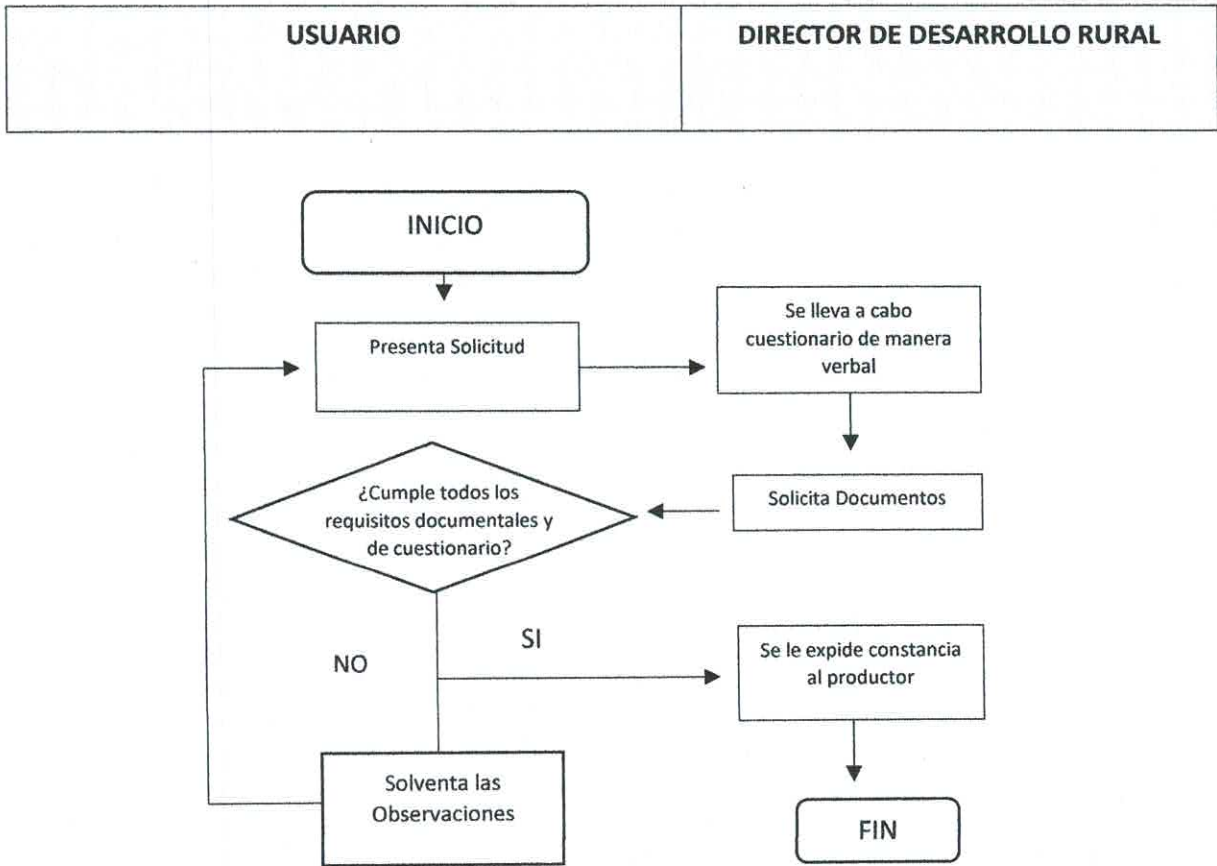 USUARIO
DIRECTOR DE DESARROLLO RURAL
INICIO
Presenta Solicitud
Se lleva a cabo
cuestionario de manera
verbal
Solicita Documentos
¿Cumple todos los
requisitos documentales y
de cuestionario?
NO
SI
Se le expide constancia
al productor
Solventa las
Observaciones
FIN